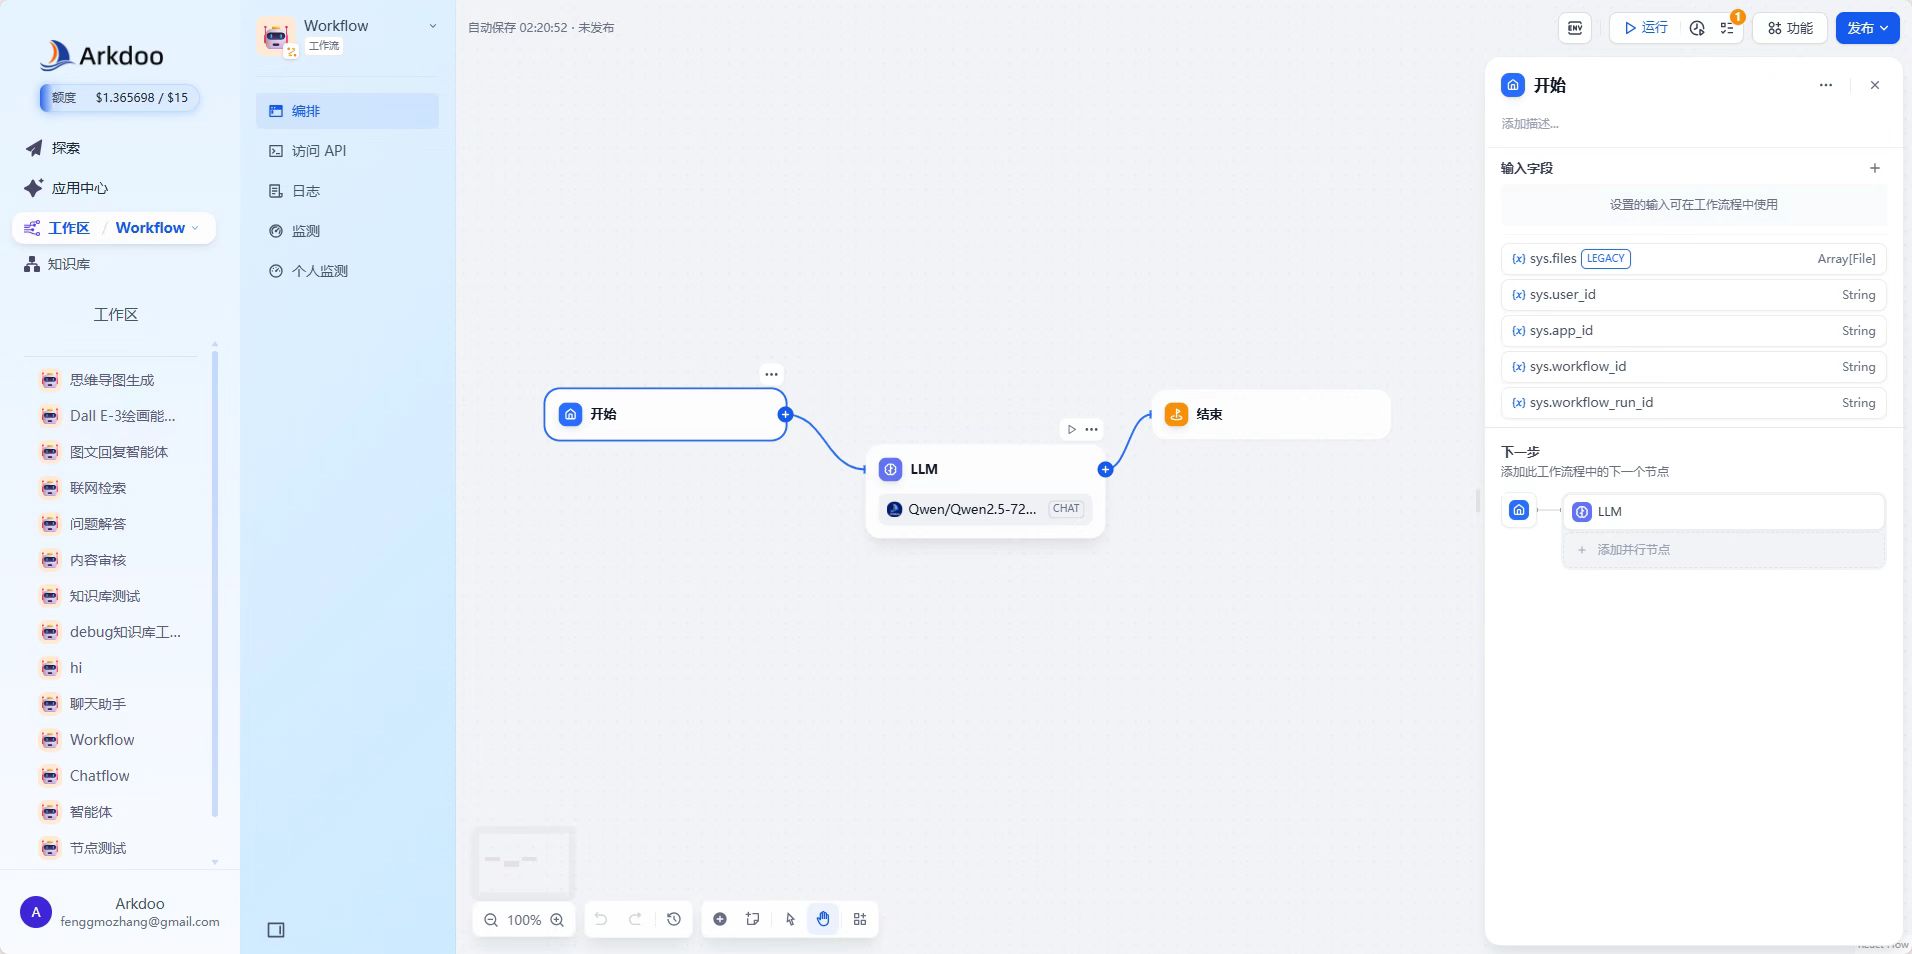 Arkdoo
额度 $1.365698 / $15
探索
应用中心
工作区 / Workflow
知识库
工作区
思维导图生成
Dall E-3绘画能...
图文回复智能体
联网检索
问题解答
内容审核
知识库测试
debug知识库工...
hi
聊天助手
Workflow
Chatflow
智能体
节点测试
A
Arkdoo
fenggmozhang@gmail.com
Workflow
工作流
编排
访问 API
日志
监测
个人监测
自动保存 02:20:52 · 未发布
ENV
运行
1
功能
发布
开始
LLM
Qwen/Qwen2.5-72... CHAT
结束
100%
开始
添加描述...
输入字段
设置的输入可在工作流程中使用
{x} sys.files LEGACY Array[File]
{x} sys.user_id String
{x} sys.app_id String
{x} sys.workflow_id String
{x} sys.workflow_run_id String
下一步
添加此工作流程中的下一个节点
LLM
+ 添加并行节点
React Flow